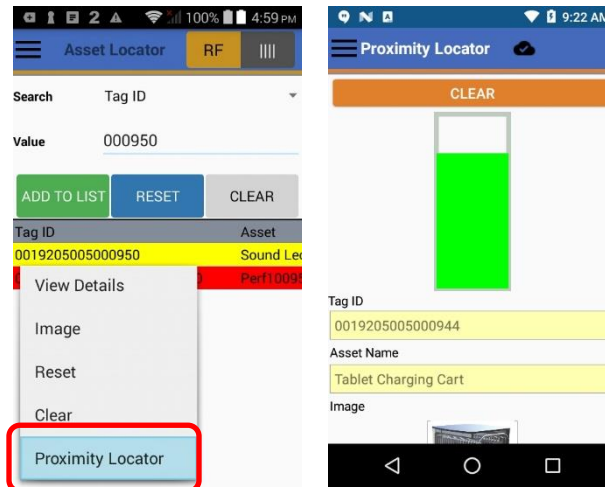 2 100% 4:59 PM
Asset Locator RF
Search Tag ID
Value 000950
ADD TO LIST RESET CLEAR
Tag ID Asset
0019205005000950 Sound Le
Perf1009
View Details
Image
Reset
Clear
Proximity Locator
N 9:22 AM
Proximity Locator
CLEAR
Tag ID
0019205005000944
Asset Name
Tablet Charging Cart
Image